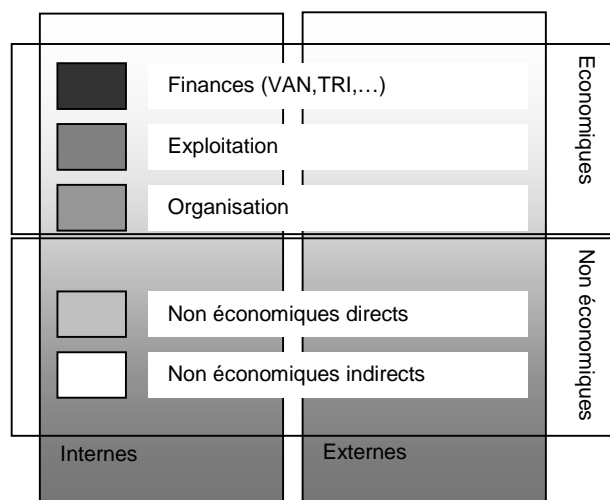 Finances (VAN,TRI,…)
Exploitation
Organisation
Economiques
Non économiques directs
Non économiques indirects
Non économiques
Internes
Externes